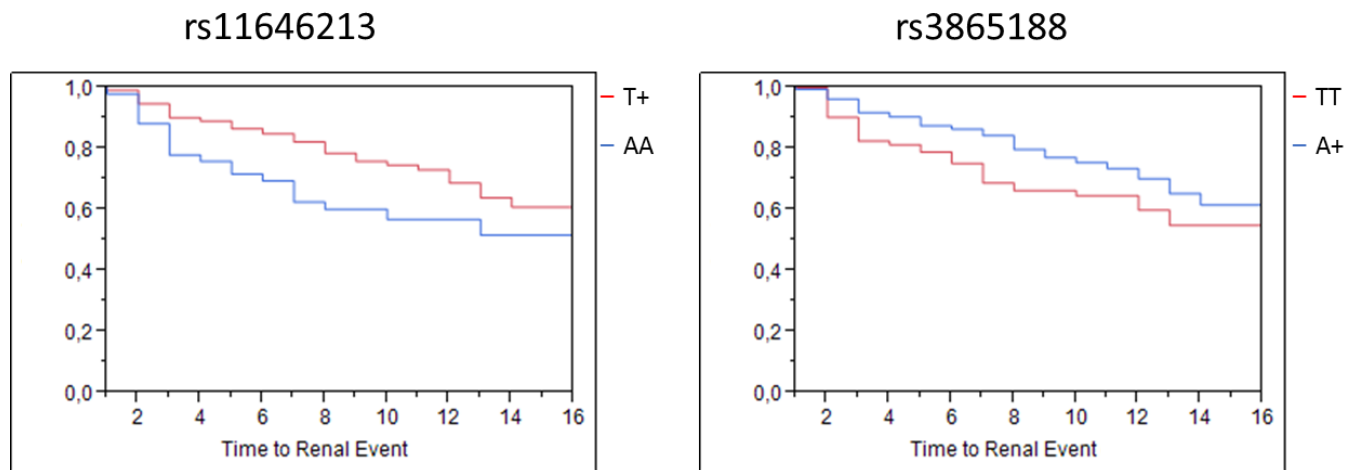 rs11646213
1,0
0,8
0,6
0,4
0,2
0,0
2 4 6 8 10 12 14 16
Time to Renal Event
T+
AA
rs3865188
1,0
0,8
0,6
0,4
0,2
0,0
2 4 6 8 10 12 14 16
Time to Renal Event
TT
A+